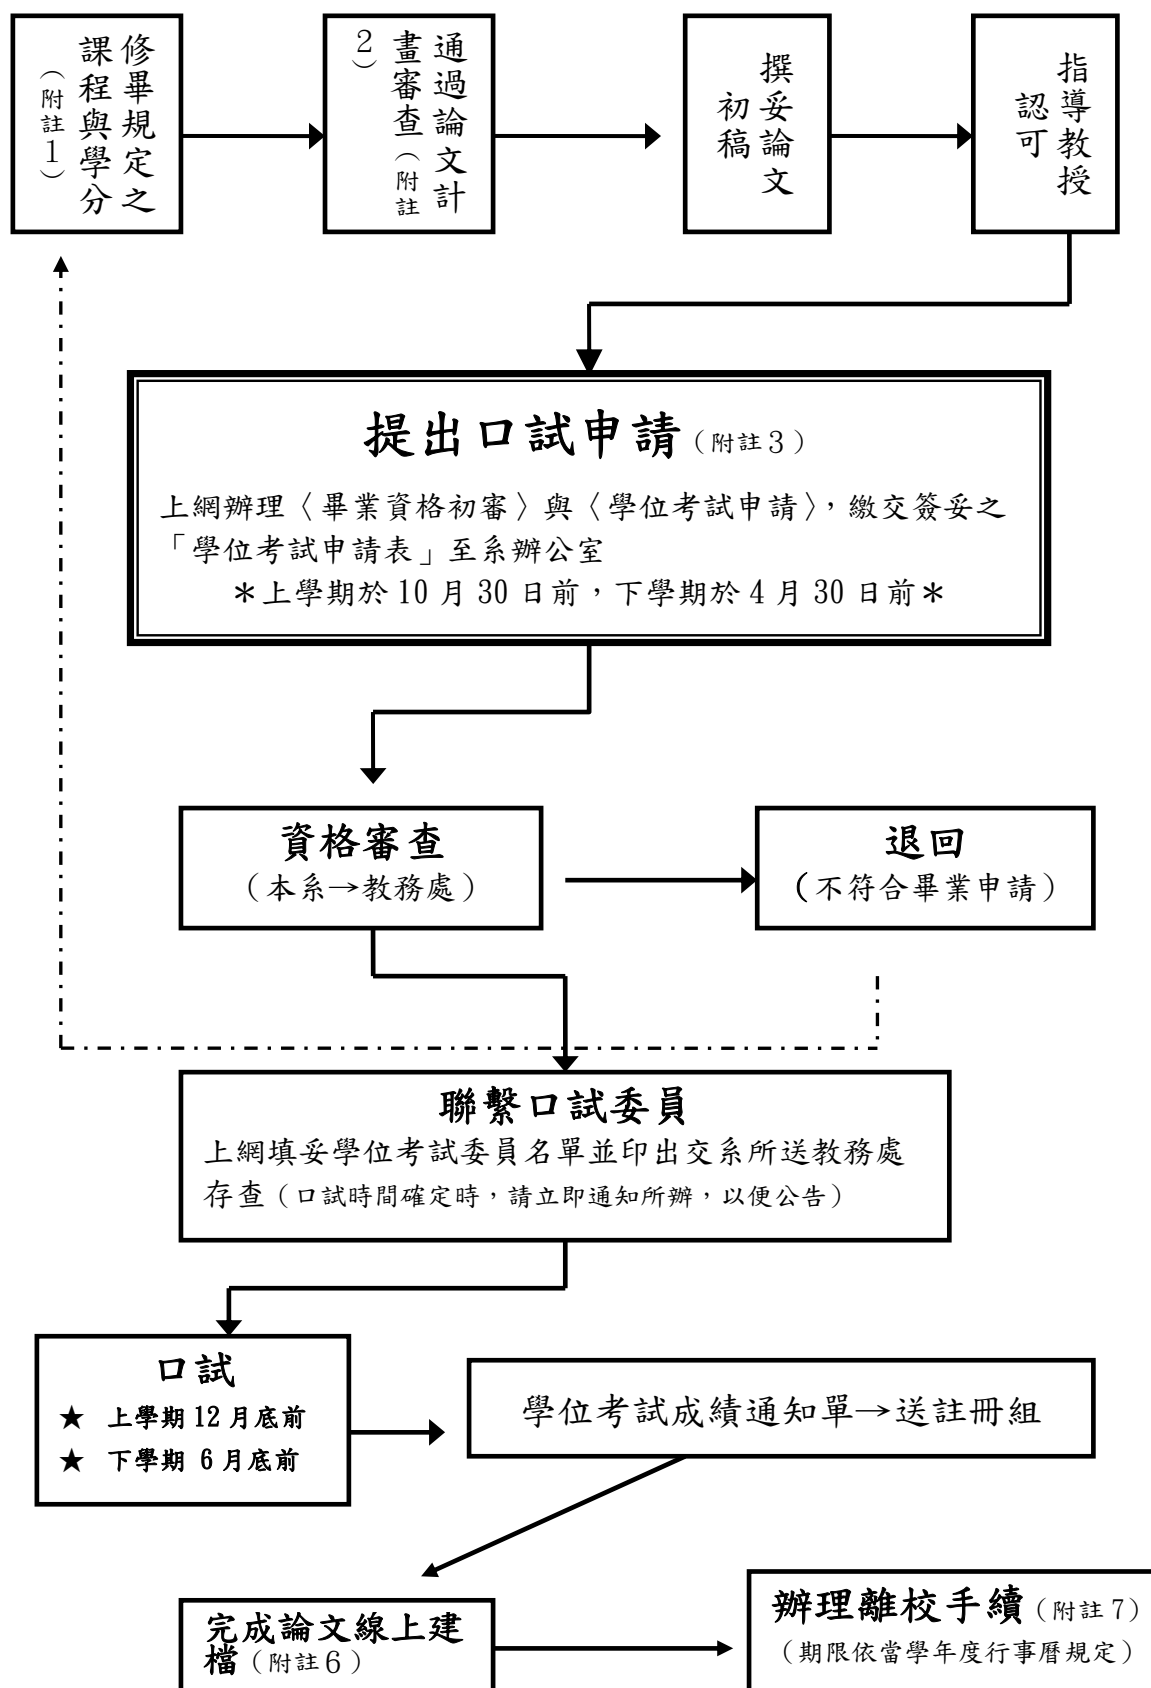 修畢規定之
課程與學分
（附註1）
通過論文計
畫審查（附註
2）
撰妥論文
初稿
指導教授
認可
提出口試申請（附註3）
上網辦理〈畢業資格初審〉與〈學位考試申請〉，繳交簽妥之
「學位考試申請表」至系辦公室
＊上學期於 10 月 30 日前，下學期於 4 月 30 日前＊
資格審查
（本系→教務處）
退回
（不符合畢業申請）
聯繫口試委員
上網填妥學位考試委員名單並印出交系所送教務處
存查（口試時間確定時，請立即通知所辦，以便公告）
口試
★ 上學期 12 月底前
★ 下學期 6 月底前
學位考試成績通知單→送註冊組
完成論文線上建
檔（附註6）
辦理離校手續（附註7）
（期限依當學年度行事曆規定）